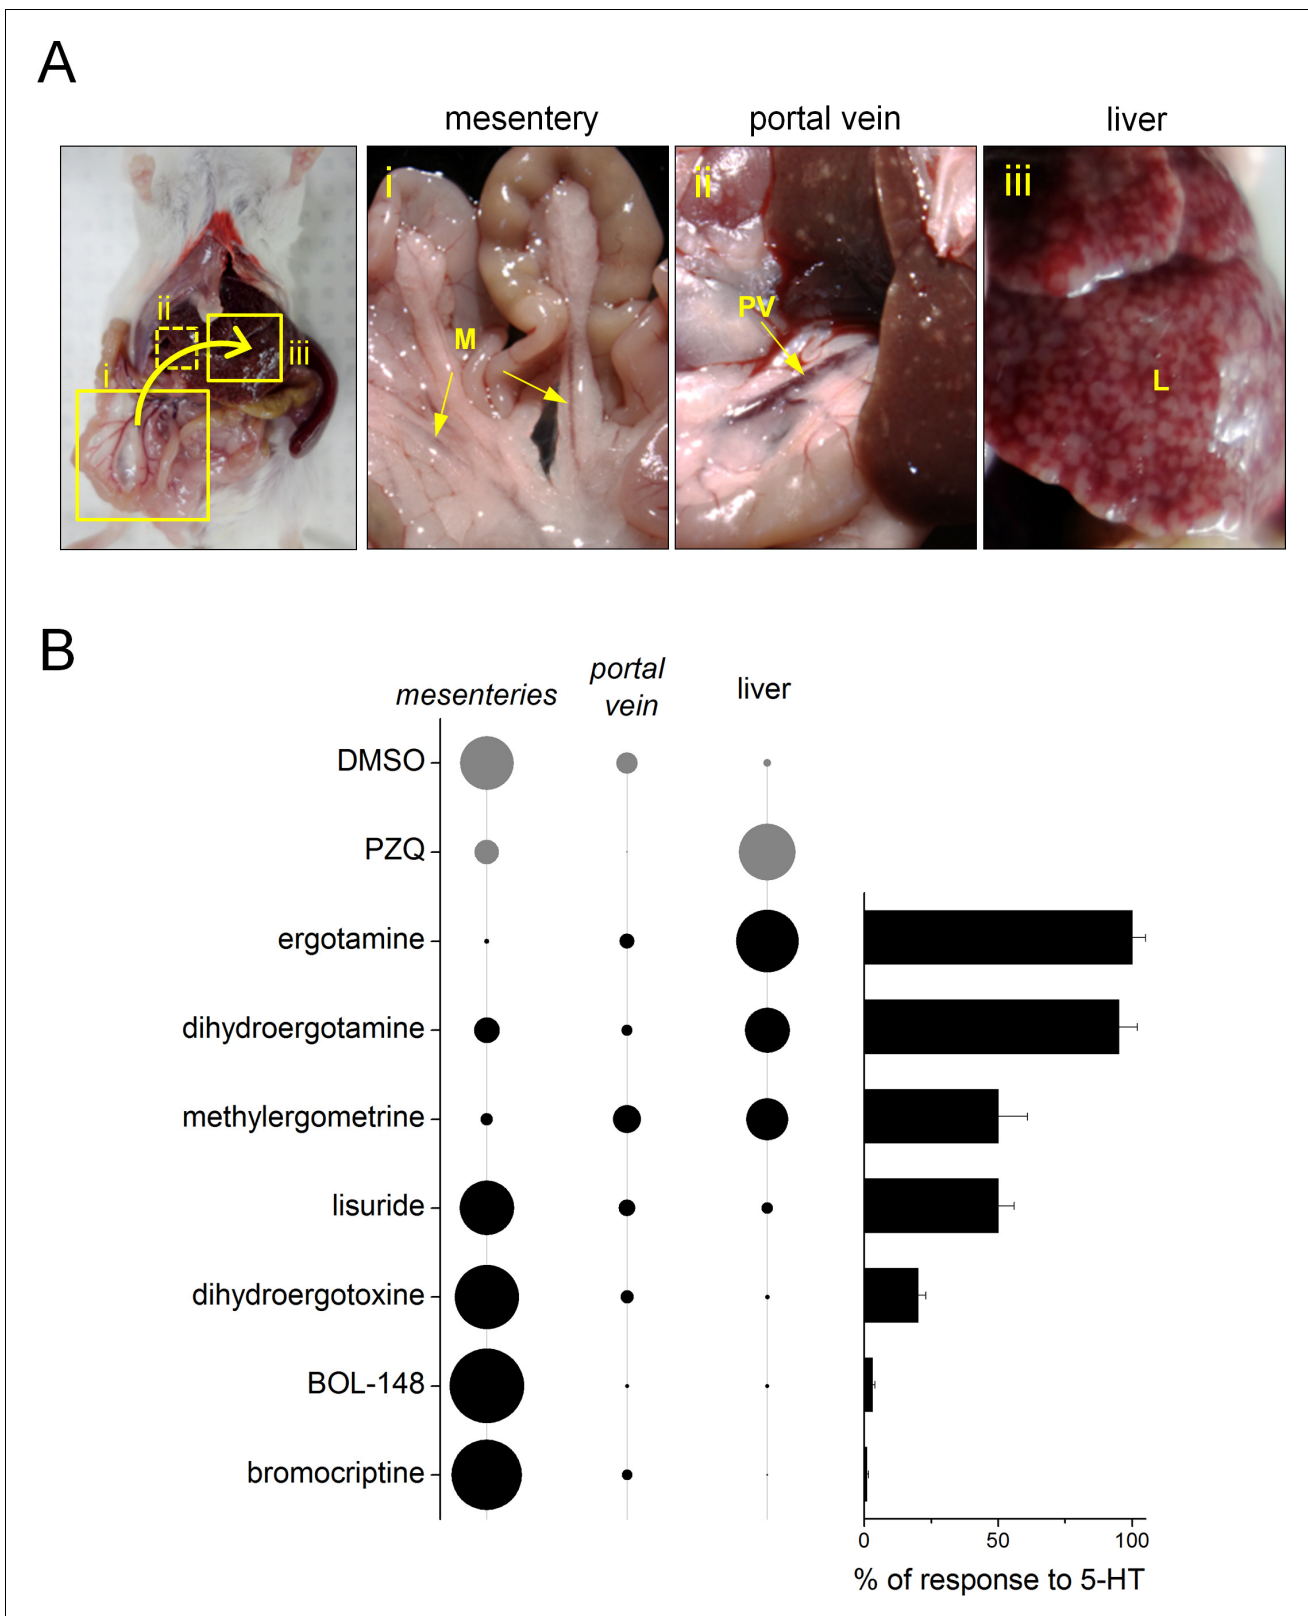 A
mesentery
portal vein
liver
i
ii
iii
i
M
ii
PV
iii
L
B
mesenteries
portal
vein
liver
DMSO
PZQ
ergotamine
dihydroergotamine
methylergometrine
lisuride
dihydroergotoxine
BOL-148
bromocriptine
0
50
100
% of response to 5-HT